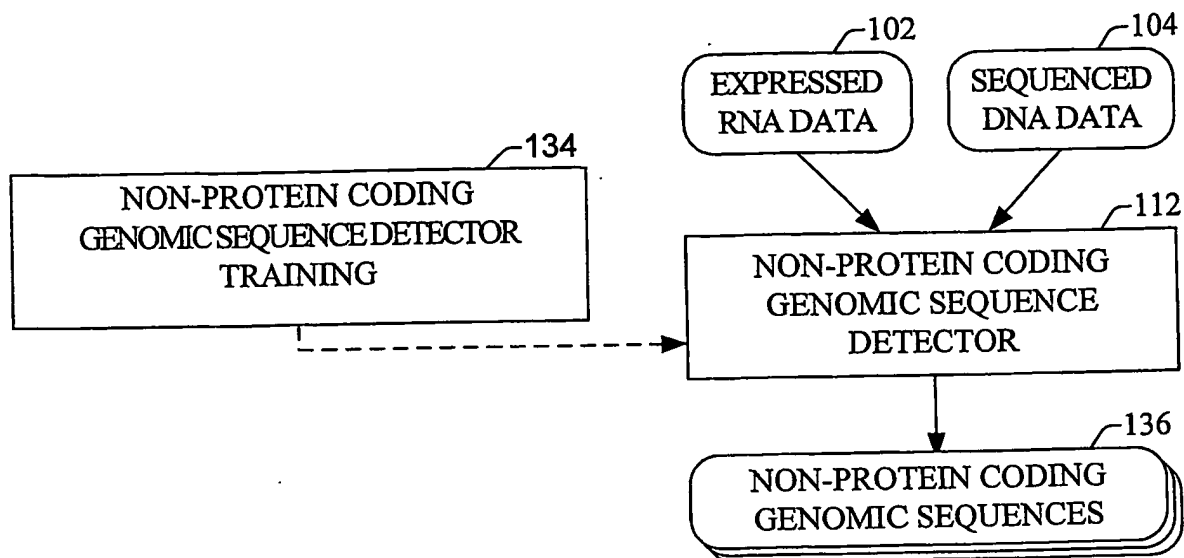 102
104
EXPRESSED
RNA DATA
SEQUENCED
DNA DATA
134
NON-PROTEIN CODING
GENOMIC SEQUENCE DETECTOR
TRAINING
112
NON-PROTEIN CODING
GENOMIC SEQUENCE
DETECTOR
136
NON-PROTEIN CODING
GENOMIC SEQUENCES